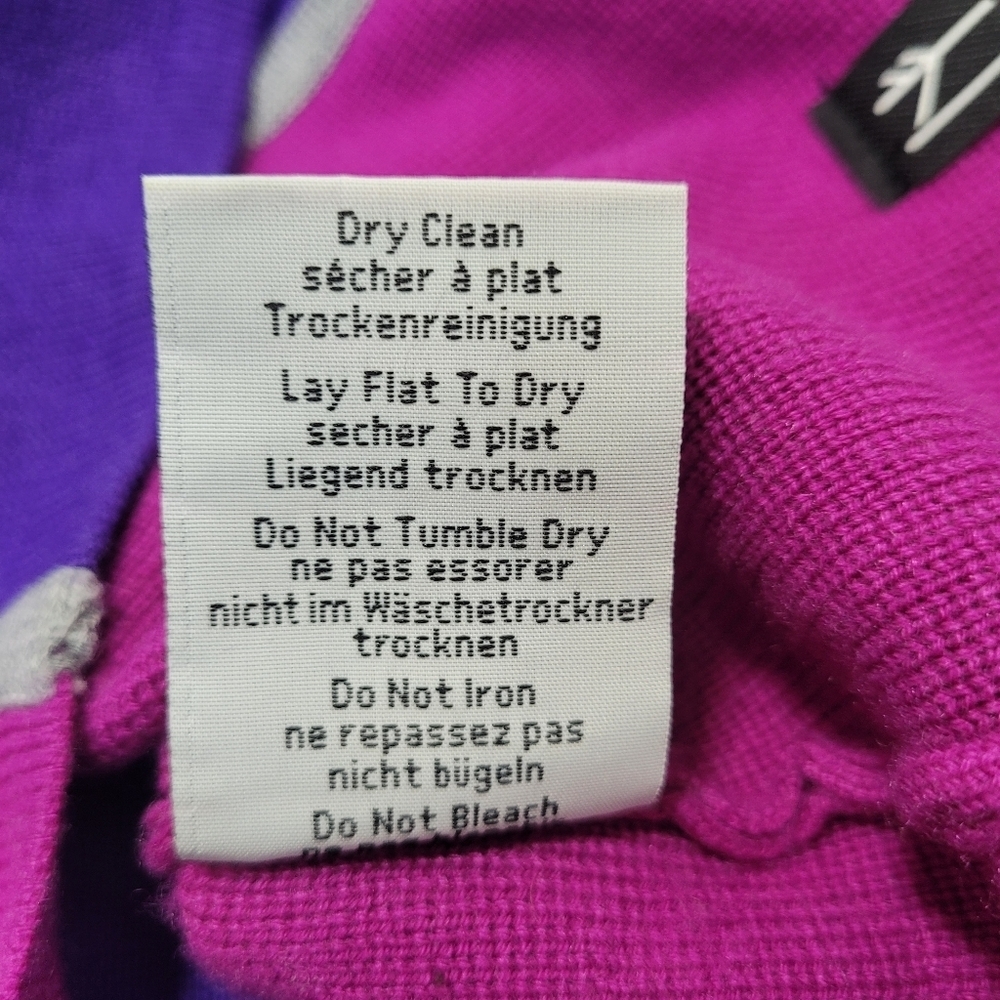 Dry Clean
sécher à plat
Trockenreinigung
Lay Flat To Dry
secher à plat
Liegend trocknen
Do Not Tumble Dry
ne pas essorer
nicht im Wäschetrockner
trocknen
Do Not Iron
ne repassez pas
nicht bügeln
Do Not Bleach